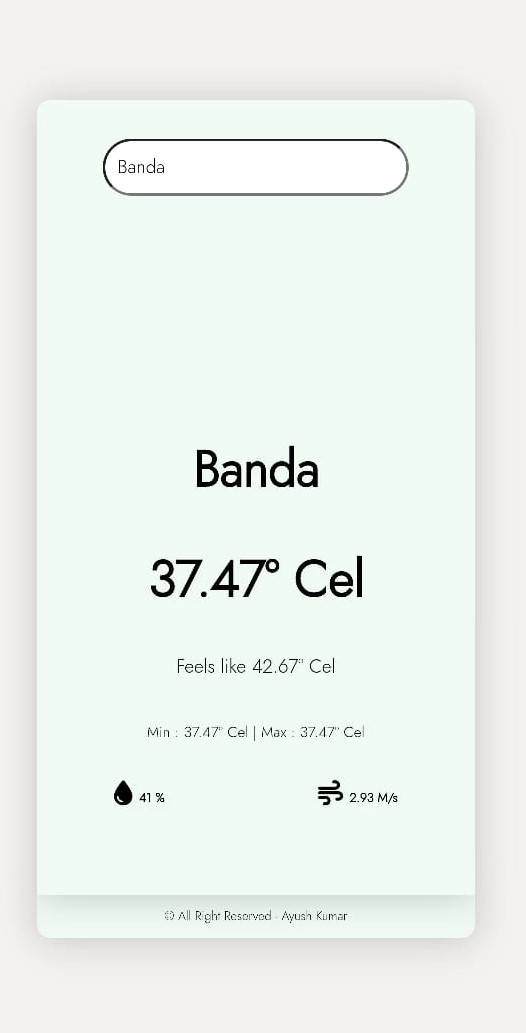 Banda
Banda
37.47° Cel
Feels like 42.67° Cel
Min : 37.47° Cel | Max : 37.47° Cel
41 % 2.93 M/s
© All Right Reserved - Ayush Kumar